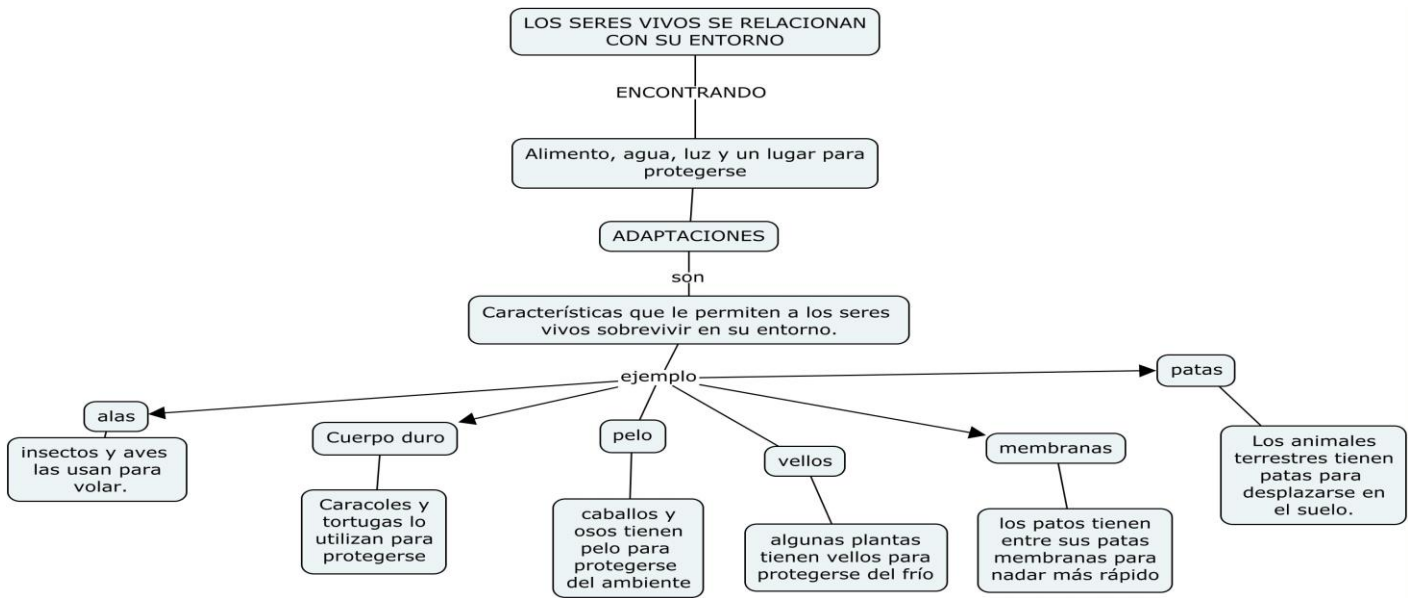 LOS SERES VIVOS SE RELACIONAN
CON SU ENTORNO
ENCONTRANDO
Alimento, agua, luz y un lugar para
protegerse
ADAPTACIONES
son
Características que le permiten a los seres
vivos sobrevivir en su entorno.
ejemplo
alas
insectos y aves
las usan para
volar.
Cuerpo duro
Caracoles y
tortugas lo
utilizan para
protegerse
pelo
caballos y
osos tienen
pelo para
protegerse
del ambiente
vellos
algunas plantas
tienen vellos para
protegerse del frío
membranas
los patos tienen
entre sus patas
membranas para
nadar más rápido
patas
Los animales
terrestres tienen
patas para
desplazarse en
el suelo.